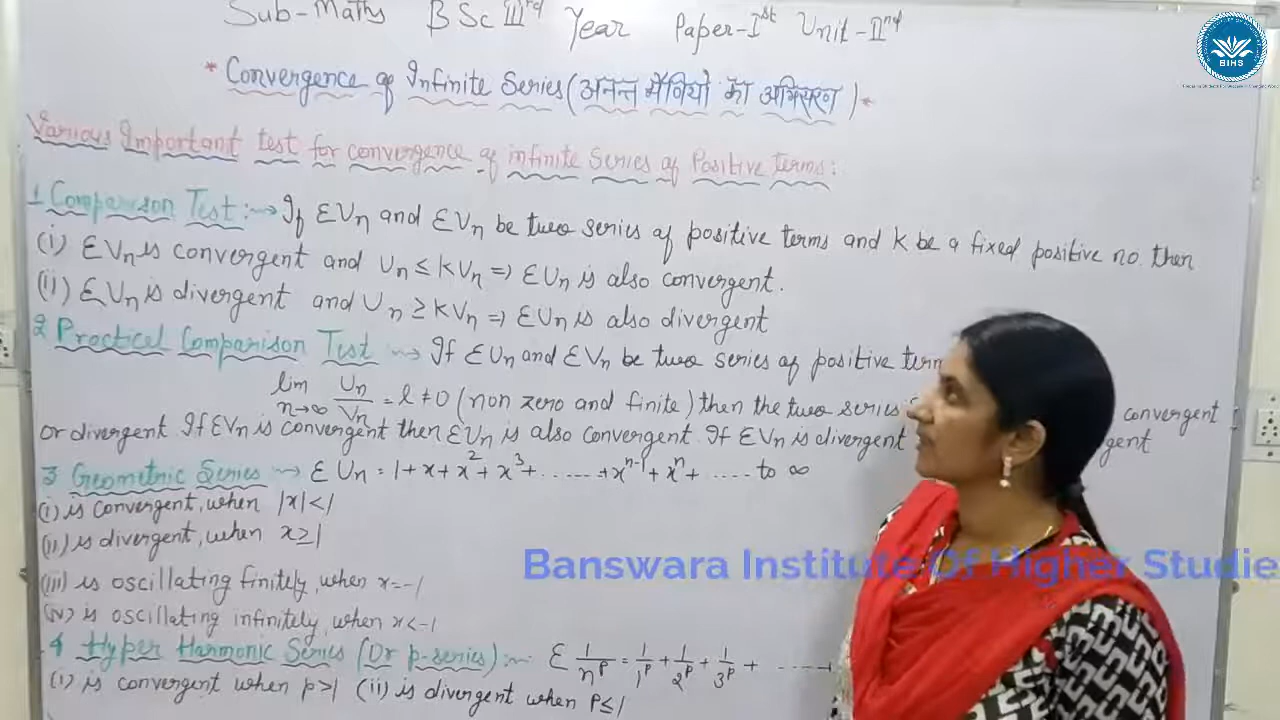 Sub-Maths BSc IIIrd Year Paper-Ist Unit-IInd
* Convergence of Infinite Series (अनन्त श्रेणियो का अभिसरण) *
Various Important test for convergence of infinite Series of Positive terms:
1 Comparison Test :→ If ΣUn and ΣVn be two series of positive terms and K be a fixed positive no. then
(i) ΣVn is convergent and Un ≤ KVn ⇒ ΣUn is also convergent.
(ii) ΣVn is divergent and Un ≥ KVn ⇒ ΣUn is also divergent
2 Practical Comparison Test → If ΣUn and ΣVn be two series of positive term
lim n→∞ Un/Vn = l ≠ 0 (non zero and finite) then the two series convergent
or divergent. If ΣVn is convergent then ΣUn is also convergent. If ΣVn is divergent gent
3 Geometric Series → ΣUn = 1 + x + x² + x³ + ...... + xⁿ⁻¹ + xⁿ + ..... to ∞
(i) is convergent, when |x| < 1
(ii) is divergent, when x ≥ 1
(iii) is oscillating finitely, when x = -1
(iv) is oscillating infinitely, when x < -1
4 Hyper Harmonic Series (Or p-series) :- Σ 1/nᵖ = 1/1ᵖ + 1/2ᵖ + 1/3ᵖ + ......
(i) is convergent when p > 1 (ii) is divergent when P ≤ 1
BIHS
Banswara Institute Of Higher Studie